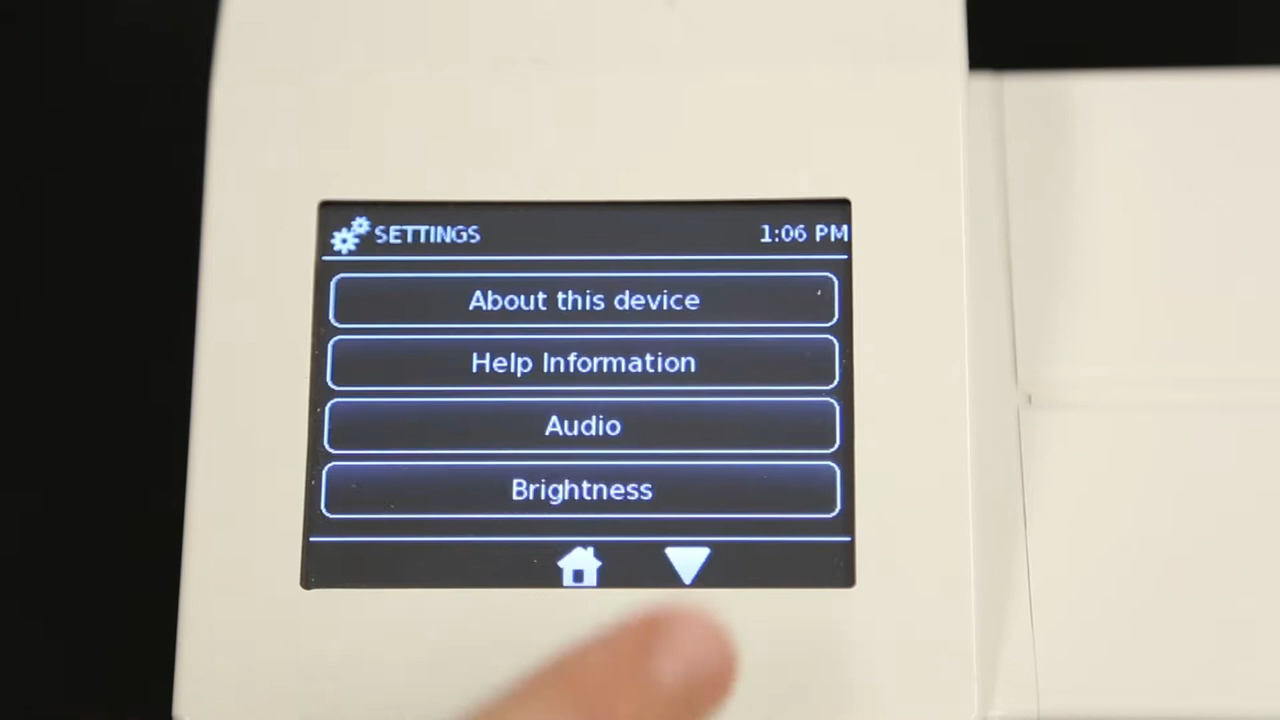 SETTINGS 1:06 PM
About this device
Help Information
Audio
Brightness